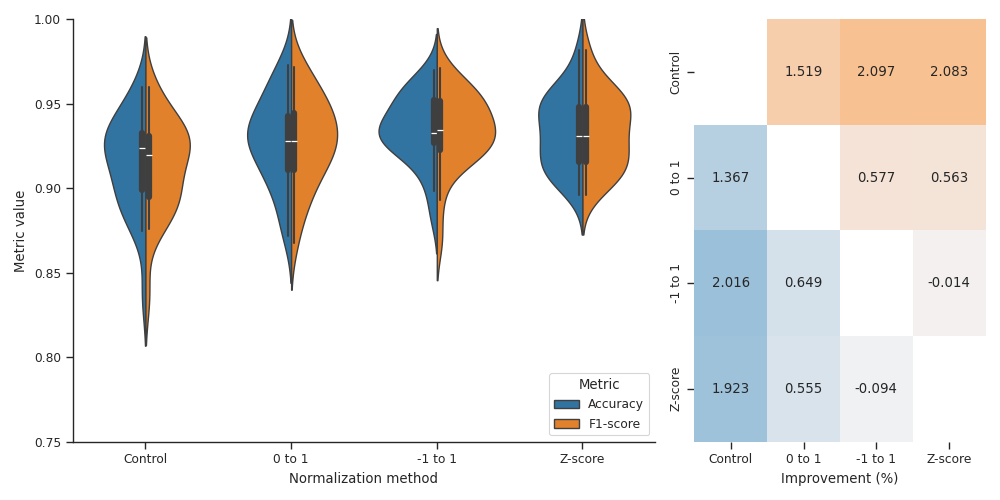 Metric value
1.00
0.95
0.90
0.85
0.80
0.75
Control
0 to 1
-1 to 1
Z-score
Normalization method
Metric
Accuracy
F1-score
Control
0 to 1
-1 to 1
Z-score
1.519 2.097 2.083
1.367 0.577 0.563
2.016 0.649 -0.014
1.923 0.555 -0.094
Control 0 to 1 -1 to 1 Z-score
Improvement (%)